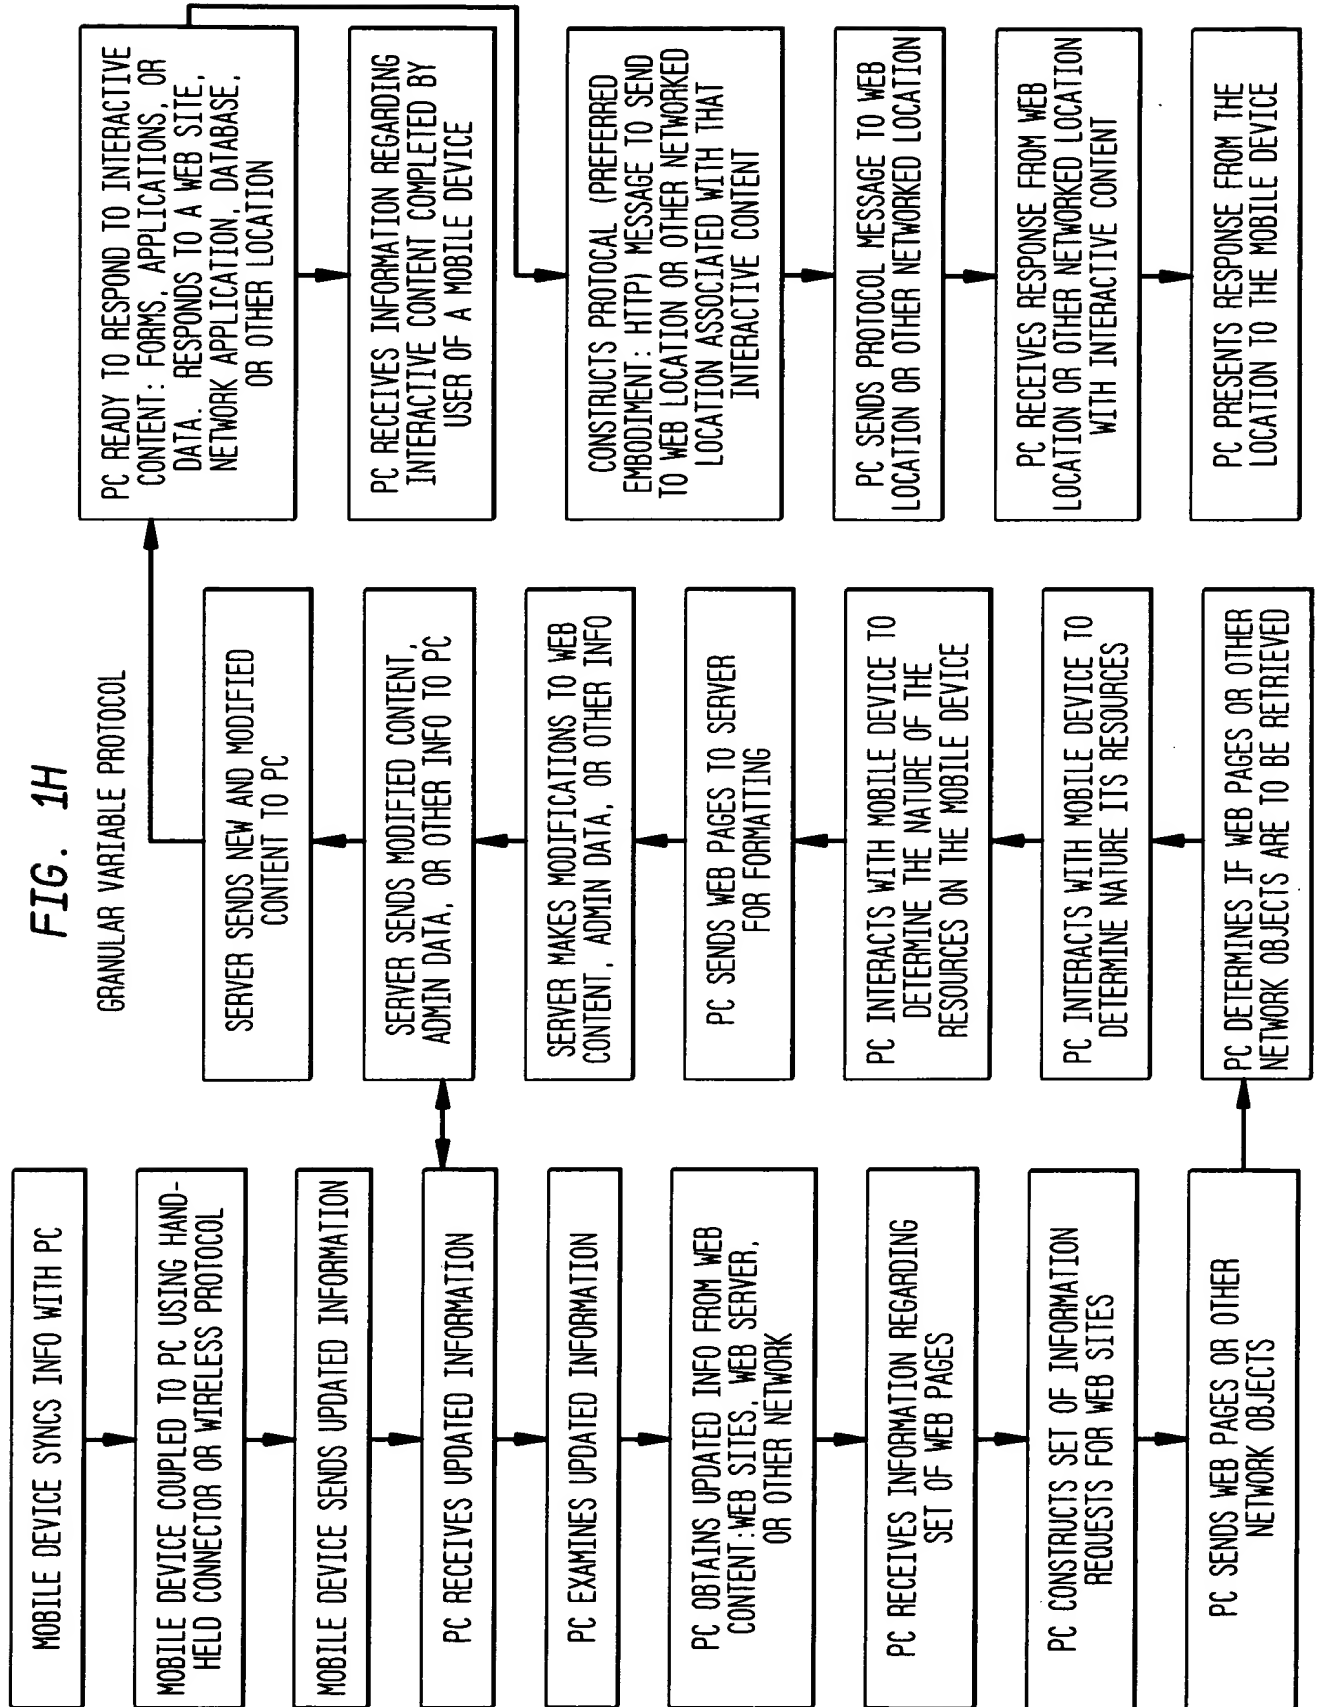 FIG. 1H
GRANULAR VARIABLE PROTOCOL
MOBILE DEVICE SYNCS INFO WITH PC
MOBILE DEVICE COUPLED TO PC USING HAND-
HELD CONNECTOR OR WIRELESS PROTOCOL
MOBILE DEVICE SENDS UPDATED INFORMATION
PC RECEIVES UPDATED INFORMATION
PC EXAMINES UPDATED INFORMATION
PC OBTAINS UPDATED INFO FROM WEB
CONTENT:WEB SITES, WEB SERVER,
OR OTHER NETWORK
PC RECEIVES INFORMATION REGARDING
SET OF WEB PAGES
PC CONSTRUCTS SET OF INFORMATION
REQUESTS FOR WEB SITES
PC SENDS WEB PAGES OR OTHER
NETWORK OBJECTS
SERVER SENDS NEW AND MODIFIED
CONTENT TO PC
SERVER SENDS MODIFIED CONTENT,
ADMIN DATA, OR OTHER INFO TO PC
SERVER MAKES MODIFICATIONS TO WEB
CONTENT, ADMIN DATA, OR OTHER INFO
PC SENDS WEB PAGES TO SERVER
FOR FORMATTING
PC INTERACTS WITH MOBILE DEVICE TO
DETERMINE THE NATURE OF THE
RESOURCES ON THE MOBILE DEVICE
PC INTERACTS WITH MOBILE DEVICE TO
DETERMINE NATURE ITS RESOURCES
PC DETERMINES IF WEB PAGES OR OTHER
NETWORK OBJECTS ARE TO BE RETRIEVED
PC READY TO RESPOND TO INTERACTIVE
CONTENT: FORMS, APPLICATIONS, OR
DATA. RESPONDS TO A WEB SITE,
NETWORK APPLICATION, DATABASE,
OR OTHER LOCATION
PC RECEIVES INFORMATION REGARDING
INTERACTIVE CONTENT COMPLETED BY
USER OF A MOBILE DEVICE
CONSTRUCTS PROTOCAL (PREFERRED
EMBODIMENT: HTTP) MESSAGE TO SEND
TO WEB LOCATION OR OTHER NETWORKED
LOCATION ASSOCIATED WITH THAT
INTERACTIVE CONTENT
PC SENDS PROTOCOL MESSAGE TO WEB
LOCATION OR OTHER NETWORKED LOCATION
PC RECEIVES RESPONSE FROM WEB
LOCATION OR OTHER NETWORKED LOCATION
WITH INTERACTIVE CONTENT
PC PRESENTS RESPONSE FROM THE
LOCATION TO THE MOBILE DEVICE